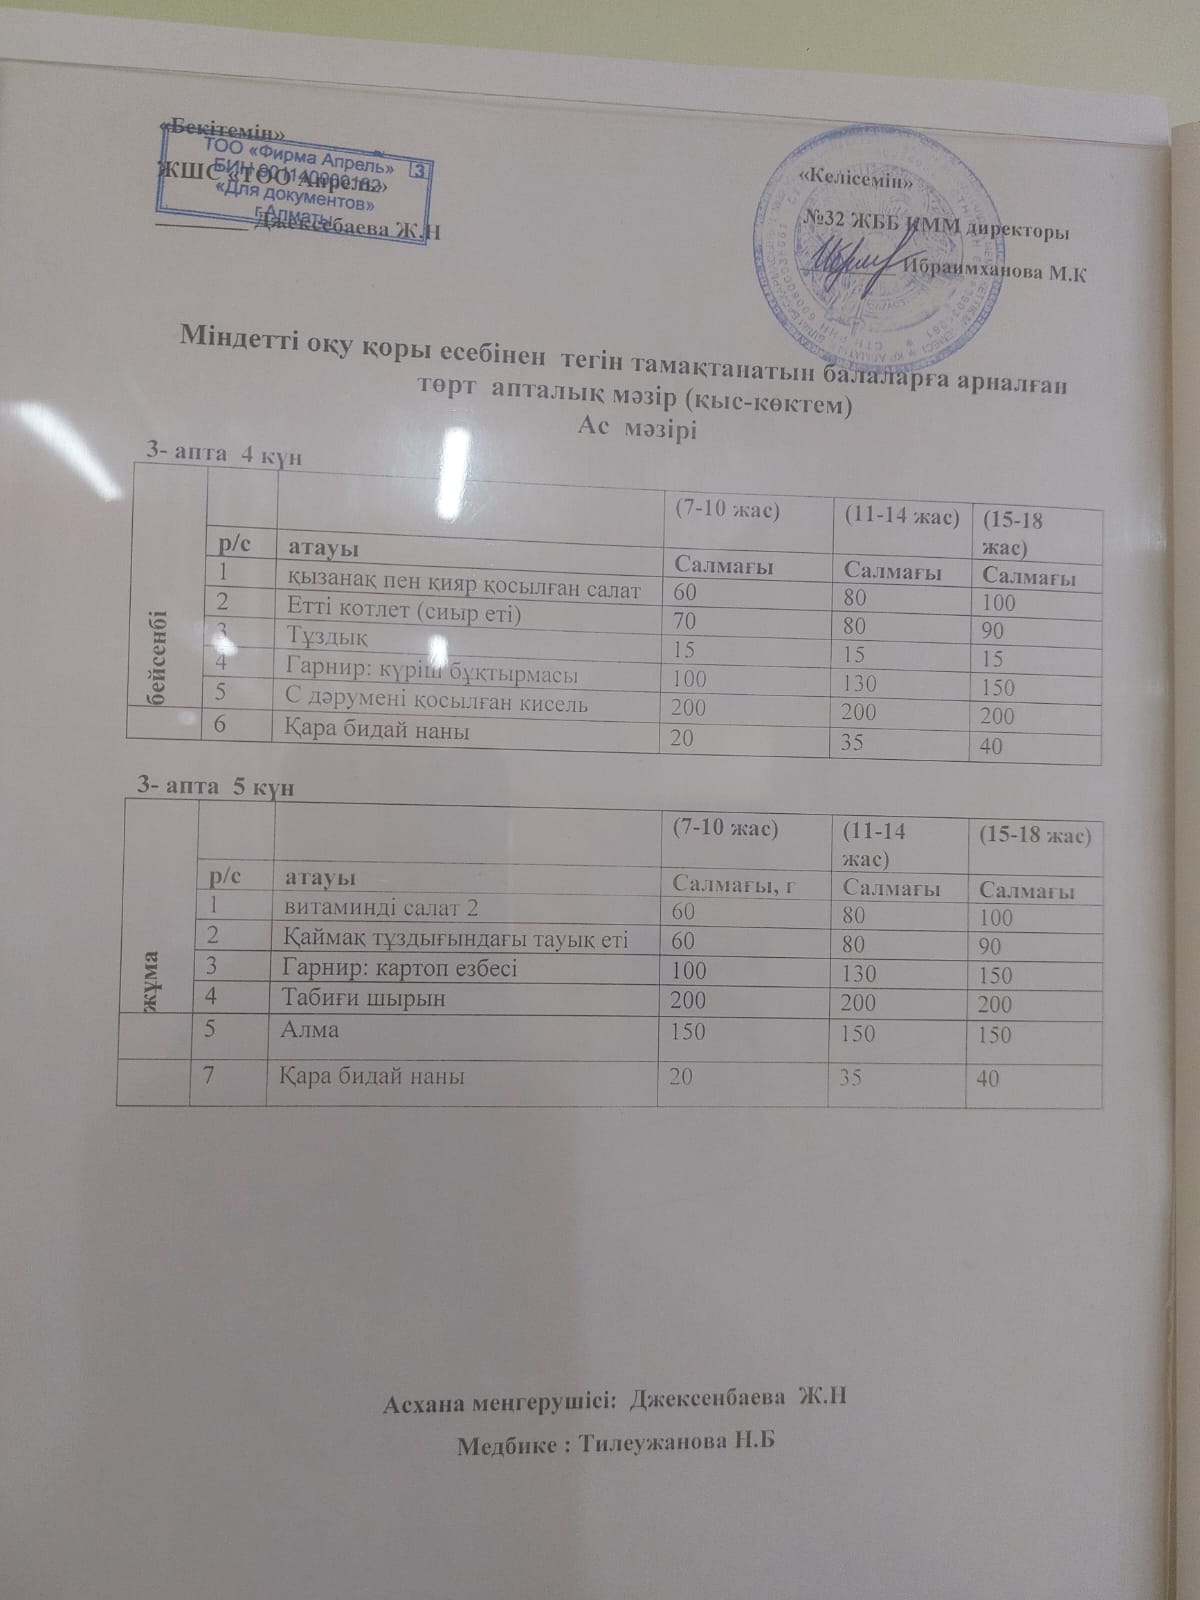 «Бекітемін»
ЖШС «ТОО Апрель»
Джексебаева Ж.Н
ТОО «Фирма Апрель» 3
БИН
«Для документов»
г.Алматы
«Келісемін»
№32 ЖББ КММ директоры
Ибраимханова М.К
Міндетті оқу қоры есебінен тегін тамақтанатын балаларға арналған
төрт апталық мәзір (қыс-көктем)
Ас мәзірі
3- апта 4 күн
бейсенбі
(7-10 жас) (11-14 жас) (15-18 жас)
р/с атауы Салмағы Салмағы Салмағы
1 қызанақ пен қияр қосылған салат 60 80 100
2 Етті котлет (сиыр еті) 70 80 90
3 Тұздық 15 15 15
4 Гарнир: күріш бұқтырмасы 100 130 150
5 С дәрумені қосылған кисель 200 200 200
6 Қара бидай наны 20 35 40
3- апта 5 күн
жұма
(7-10 жас) (11-14 жас) (15-18 жас)
р/с атауы Салмағы, г Салмағы Салмағы
1 витаминді салат 2 60 80 100
2 Қаймақ тұздығындағы тауық еті 60 80 90
3 Гарнир: картоп езбесі 100 130 150
4 Табиғи шырын 200 200 200
5 Алма 150 150 150
7 Қара бидай наны 20 35 40
Асхана меңгерушісі: Джексенбаева Ж.Н
Медбике : Тилеужанова Н.Б